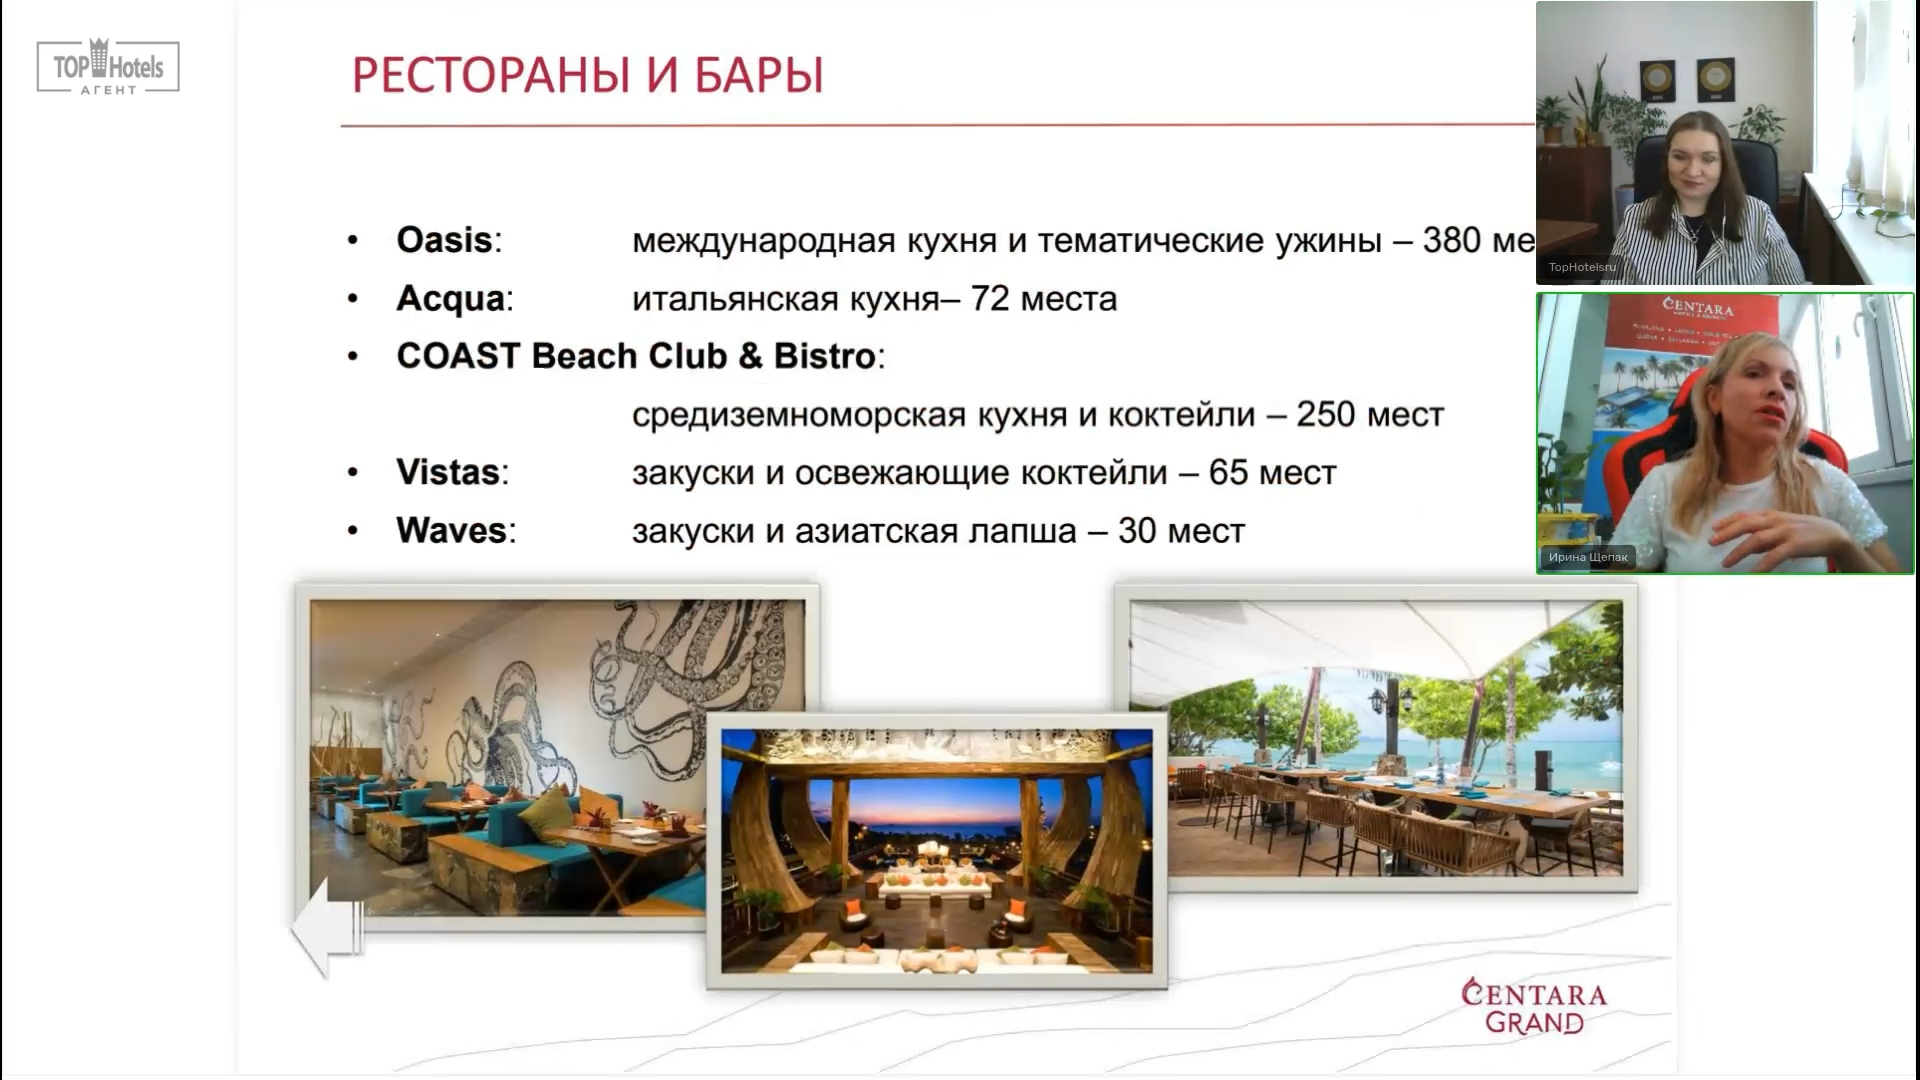 TOP Hotels
АГЕНТ
РЕСТОРАНЫ И БАРЫ
• Oasis: международная кухня и тематические ужины – 380 ме
• Acqua: итальянская кухня– 72 места
• COAST Beach Club & Bistro:
средиземноморская кухня и коктейли – 250 мест
• Vistas: закуски и освежающие коктейли – 65 мест
• Waves: закуски и азиатская лапша – 30 мест
CENTARA
GRAND
TopHotelsru
CENTARA
Ирина Щепак